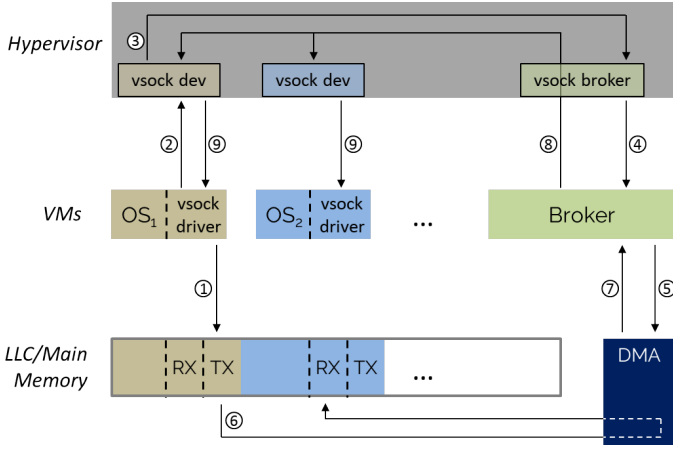 Hypervisor
③
vsock dev
vsock dev
vsock broker
②
⑨
⑨
⑧
④
VMs
OS₁
vsock
driver
OS₂
vsock
driver
...
Broker
①
⑦
⑤
LLC/Main
Memory
RX
TX
RX
TX
...
DMA
⑥